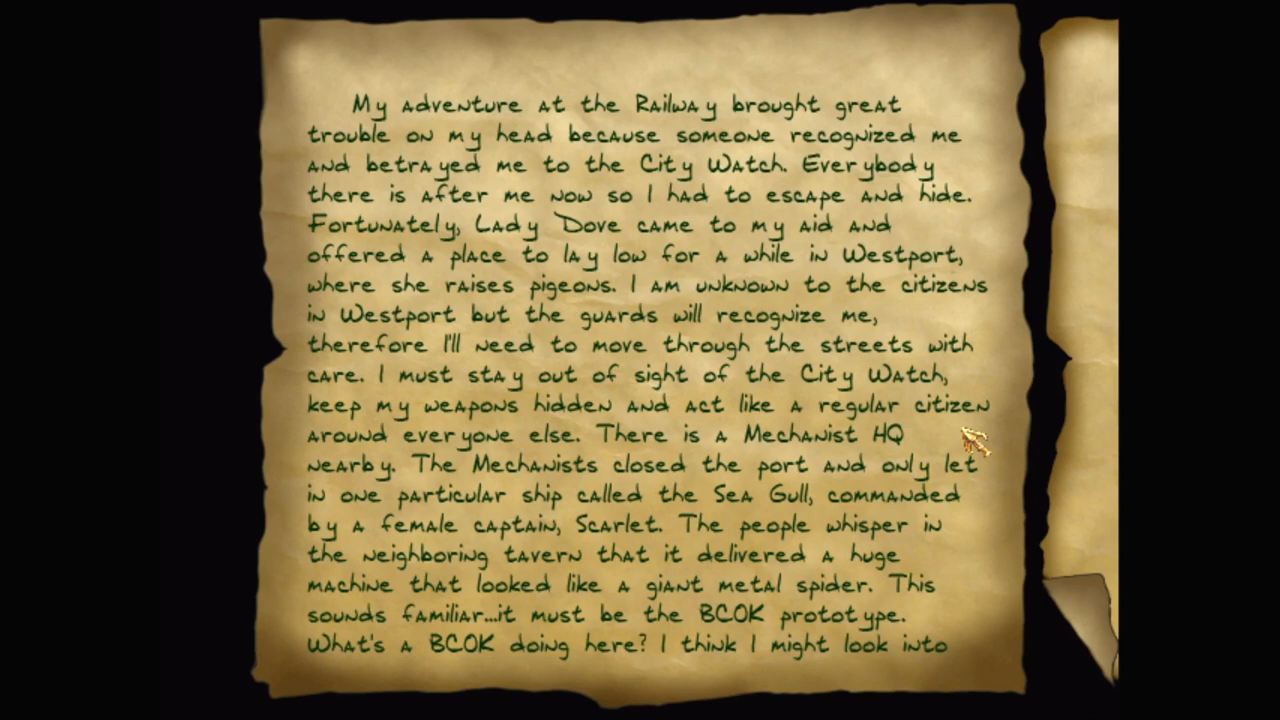 My adventure at the Railway brought great
trouble on my head because someone recognized me
and betrayed me to the City Watch. Everybody
there is after me now so I had to escape and hide.
Fortunately, Lady Dove came to my aid and
offered a place to lay low for a while in Westport,
where she raises pigeons. I am unknown to the citizens
in Westport but the guards will recognize me,
therefore I'll need to move through the streets with
care. I must stay out of sight of the City Watch,
keep my weapons hidden and act like a regular citizen
around everyone else. There is a Mechanist HQ
nearby. The Mechanists closed the port and only let
in one particular ship called the Sea Gull, commanded
by a female captain, Scarlet. The people whisper in
the neighboring tavern that it delivered a huge
machine that looked like a giant metal spider. This
sounds familiar...it must be the BCOK prototype.
What's a BCOK doing here? I think I might look into